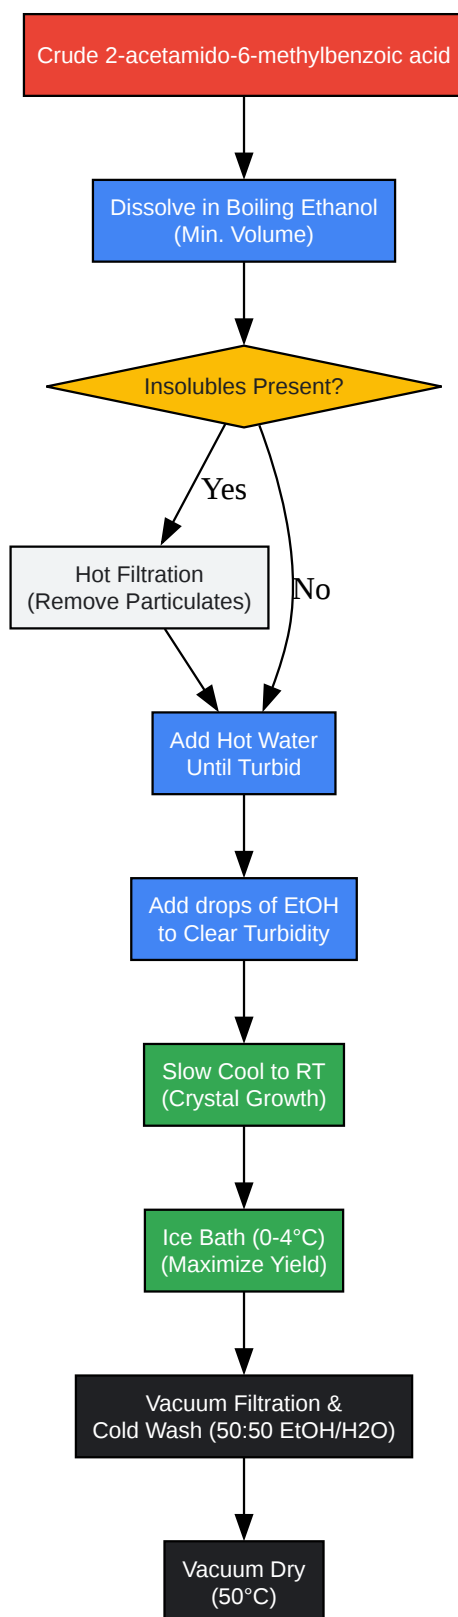 Crude 2-acetamido-6-methylbenzoic acid
Dissolve in Boiling Ethanol
(Min. Volume)
Insolubles Present?
Yes
Hot Filtration
(Remove Particulates)
No
Add Hot Water
Until Turbid
Add drops of EtOH
to Clear Turbidity
Slow Cool to RT
(Crystal Growth)
Ice Bath (0-4°C)
(Maximize Yield)
Vacuum Filtration &
Cold Wash (50:50 EtOH/H2O)
Vacuum Dry
(50°C)